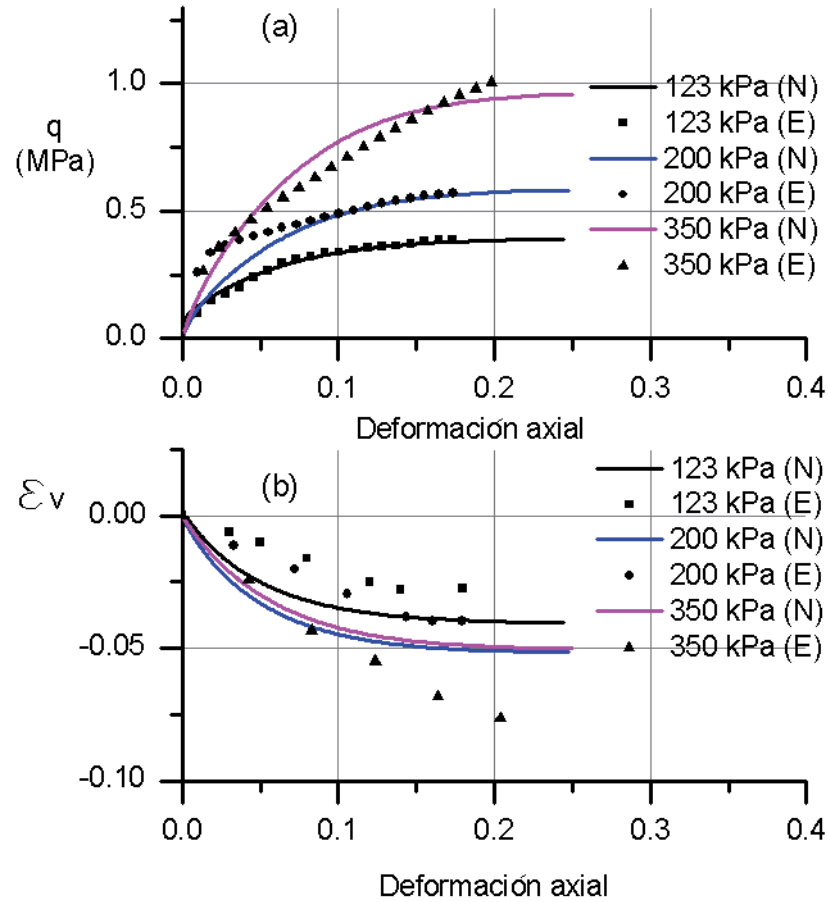 (a)
q
(MPa)
1.0
0.5
0.0
123 kPa (N)
123 kPa (E)
200 kPa (N)
200 kPa (E)
350 kPa (N)
350 kPa (E)
0.0 0.1 0.2 0.3 0.4
Deformación axial
(b)
εv
0.00
-0.05
-0.10
123 kPa (N)
123 kPa (E)
200 kPa (N)
200 kPa (E)
350 kPa (N)
350 kPa (E)
0.0 0.1 0.2 0.3 0.4
Deformación axial